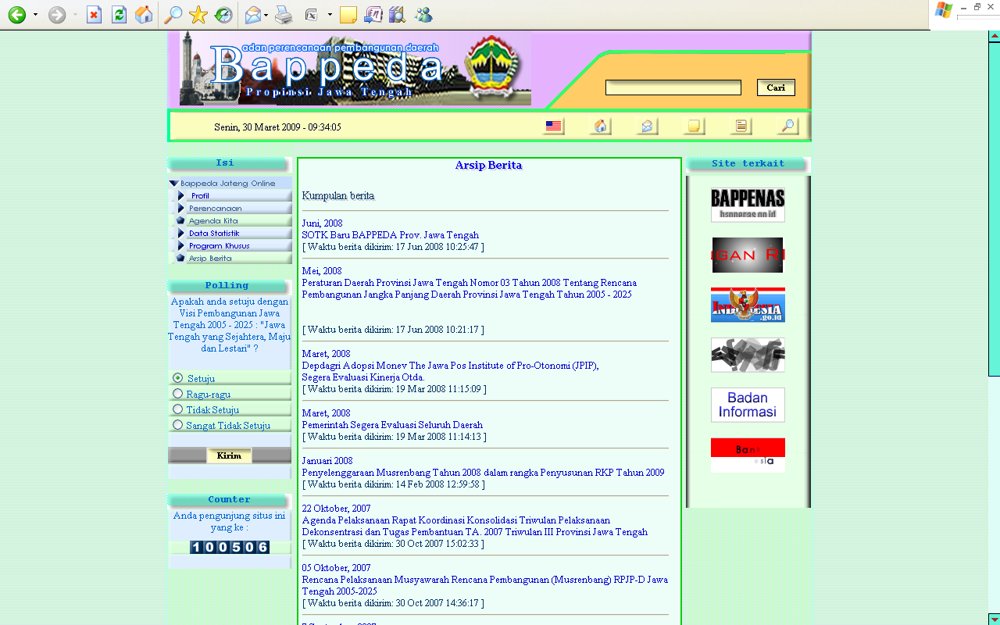 adan perencanaan pembangunan daerah
Bappeda
Propinsi Jawa Tengah
Cari
Senin, 30 Maret 2009 - 09:34:05
Isi
Bappeda Jateng Online
Profil
Perencanaan
Agenda Kita
Data Statistik
Program Khusus
Arsip Berita
Polling
Apakah anda setuju dengan
Visi Pembangunan Jawa
Tengah 2005 - 2025 : "Jawa
Tengah yang Sejahtera, Maju
dan Lestari" ?
Setuju
Ragu-ragu
Tidak Setuju
Sangat Tidak Setuju
Kirim
Counter
Anda pengunjung situs ini
yang ke :
100506
Arsip Berita
Kumpulan berita
Juni, 2008
SOTK Baru BAPPEDA Prov. Jawa Tengah
[ Waktu berita dikirim: 17 Jun 2008 10:25:47 ]
Mei, 2008
Peraturan Daerah Provinsi Jawa Tengah Nomor 03 Tahun 2008 Tentang Rencana
Pembangunan Jangka Panjang Daerah Provinsi Jawa Tengah Tahun 2005 - 2025
[ Waktu berita dikirim: 17 Jun 2008 10:21:17 ]
Maret, 2008
Depdagri Adopsi Monev The Jawa Pos Institute of Pro-Otonomi (JPIP),
Segera Evaluasi Kinerja Otda.
[ Waktu berita dikirim: 19 Mar 2008 11:15:09 ]
Maret, 2008
Pemerintah Segera Evaluasi Seluruh Daerah
[ Waktu berita dikirim: 19 Mar 2008 11:14:13 ]
Januari 2008
Penyelenggaraan Musrenbang Tahun 2008 dalam rangka Penyusunan RKP Tahun 2009
[ Waktu berita dikirim: 14 Feb 2008 12:59:58 ]
22 Oktober, 2007
Agenda Pelaksanaan Rapat Koordinasi Konsolidasi Triwulan Pelaksanaan
Dekonsentrasi dan Tugas Pembantuan TA. 2007 Triwulan III Provinsi Jawa Tengah
[ Waktu berita dikirim: 30 Oct 2007 15:02:33 ]
05 Oktober, 2007
Rencana Pelaksanaan Musyawarah Rencana Pembangunan (Musrenbang) RPJP-D Jawa
Tengah 2005-2025
[ Waktu berita dikirim: 30 Oct 2007 14:36:17 ]
Site terkait
BAPPENAS
bappenas.go.id
IGAN RI
INDONESIA
.go.id
Badan
Informasi
Ban
sia